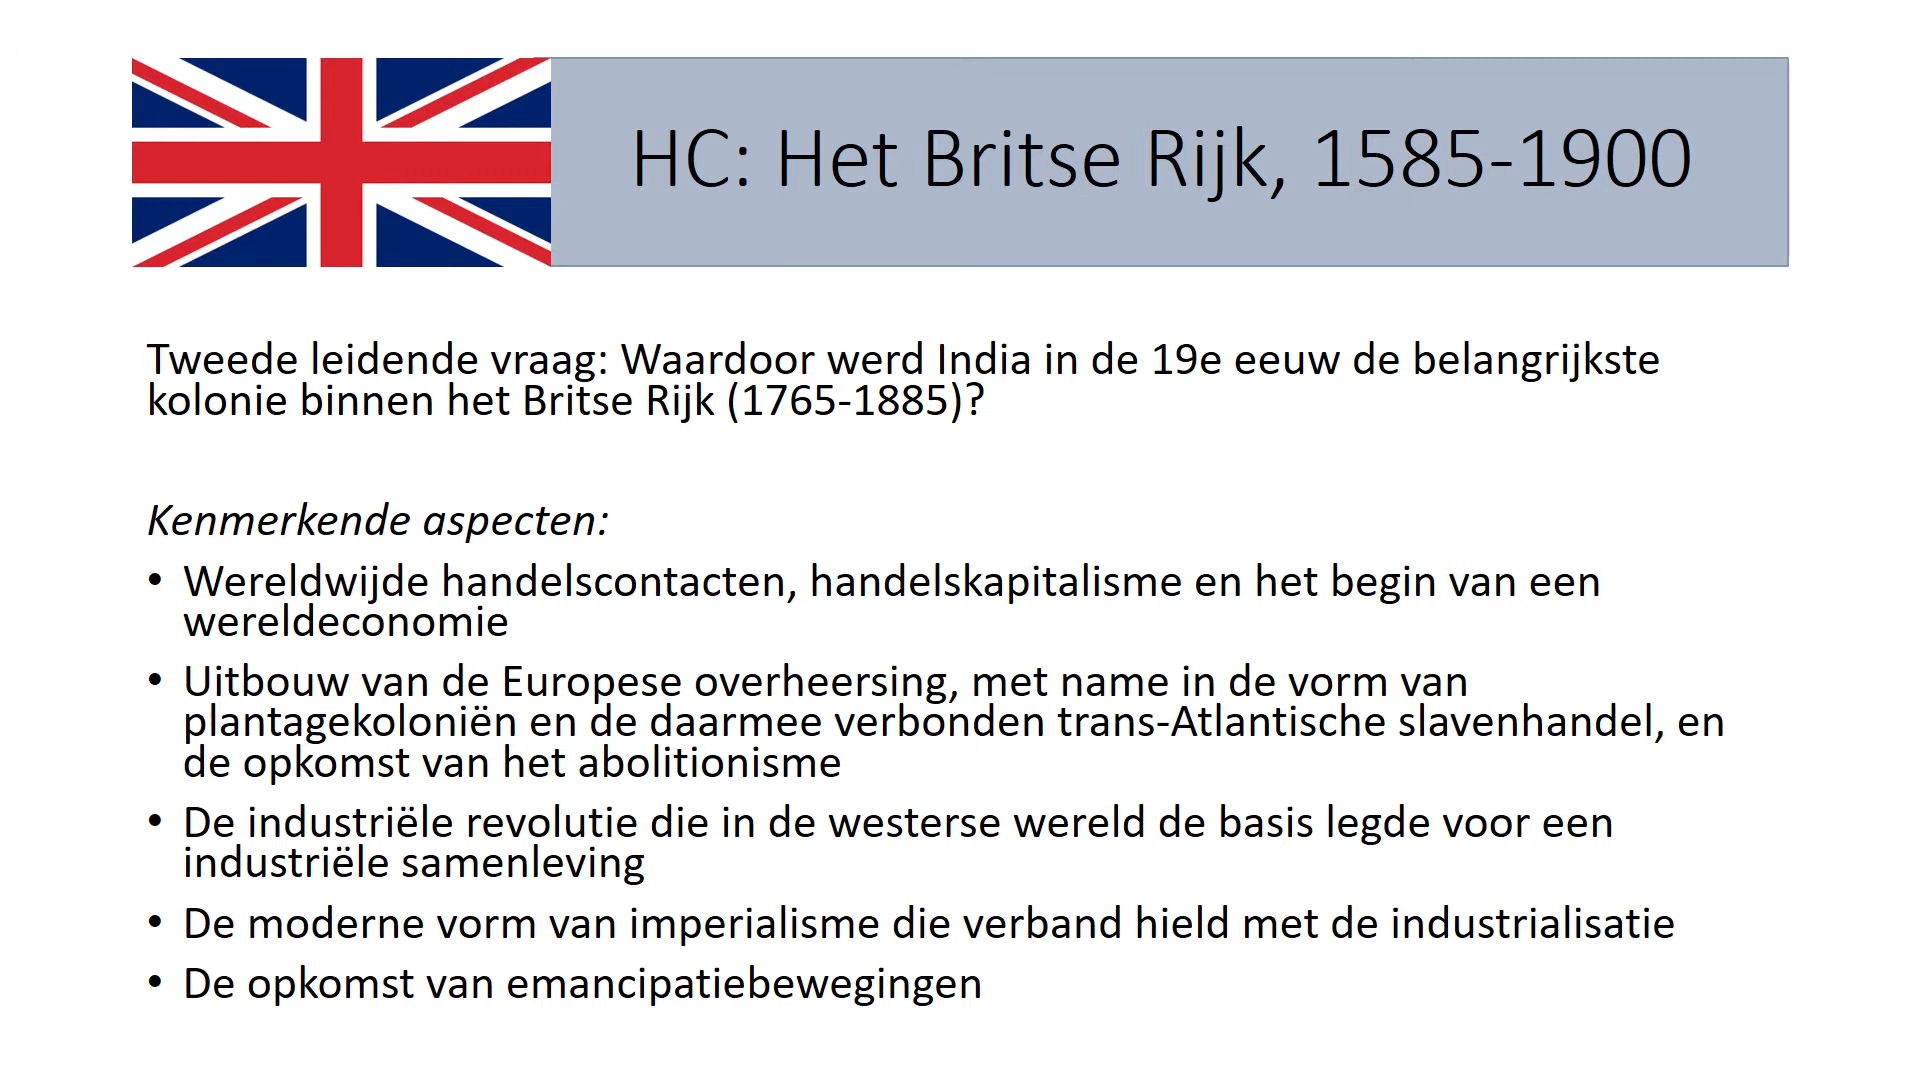 HC: Het Britse Rijk, 1585-1900
Tweede leidende vraag: Waardoor werd India in de 19e eeuw de belangrijkste
kolonie binnen het Britse Rijk (1765-1885)?
Kenmerkende aspecten:
• Wereldwijde handelscontacten, handelskapitalisme en het begin van een
wereldeconomie
• Uitbouw van de Europese overheersing, met name in de vorm van
plantagekoloniën en de daarmee verbonden trans-Atlantische slavenhandel, en
de opkomst van het abolitionisme
• De industriële revolutie die in de westerse wereld de basis legde voor een
industriële samenleving
• De moderne vorm van imperialisme die verband hield met de industrialisatie
• De opkomst van emancipatiebewegingen